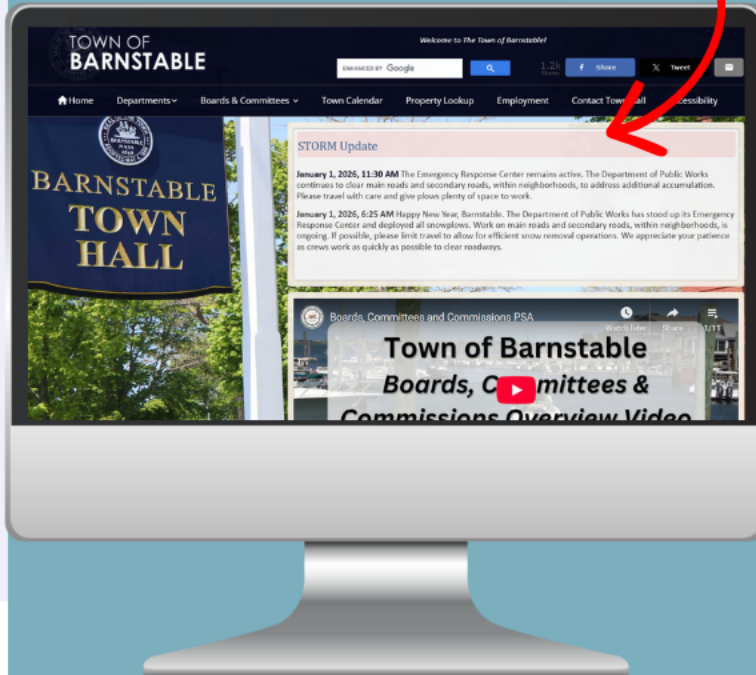 TOWN OF
BARNSTABLE
Welcome to The Town of Barnstable!
ENHANCED BY Google
1.2k
Shares
Share
Tweet
Home Departments Boards & Committees Town Calendar Property Lookup Employment Contact Town Hall Accessibility
BARNSTABLE
TOWN
HALL
STORM Update
January 1, 2026, 11:30 AM The Emergency Response Center remains active. The Department of Public Works
continues to clear main roads and secondary roads, within neighborhoods, to address additional accumulation.
Please travel with care and give plows plenty of space to work.
January 1, 2026, 6:25 AM Happy New Year, Barnstable. The Department of Public Works has stood up its Emergency
Response Center and deployed all snowplows. Work on main roads and secondary roads, within neighborhoods, is
ongoing. If possible, please limit travel to allow for efficient snow removal operations. We appreciate your patience
as crews work as quickly as possible to clear roadways.
Boards, Committees and Commissions PSA
Watch later Share 1/11
Town of Barnstable
Boards, Committees &
Commissions Overview Video